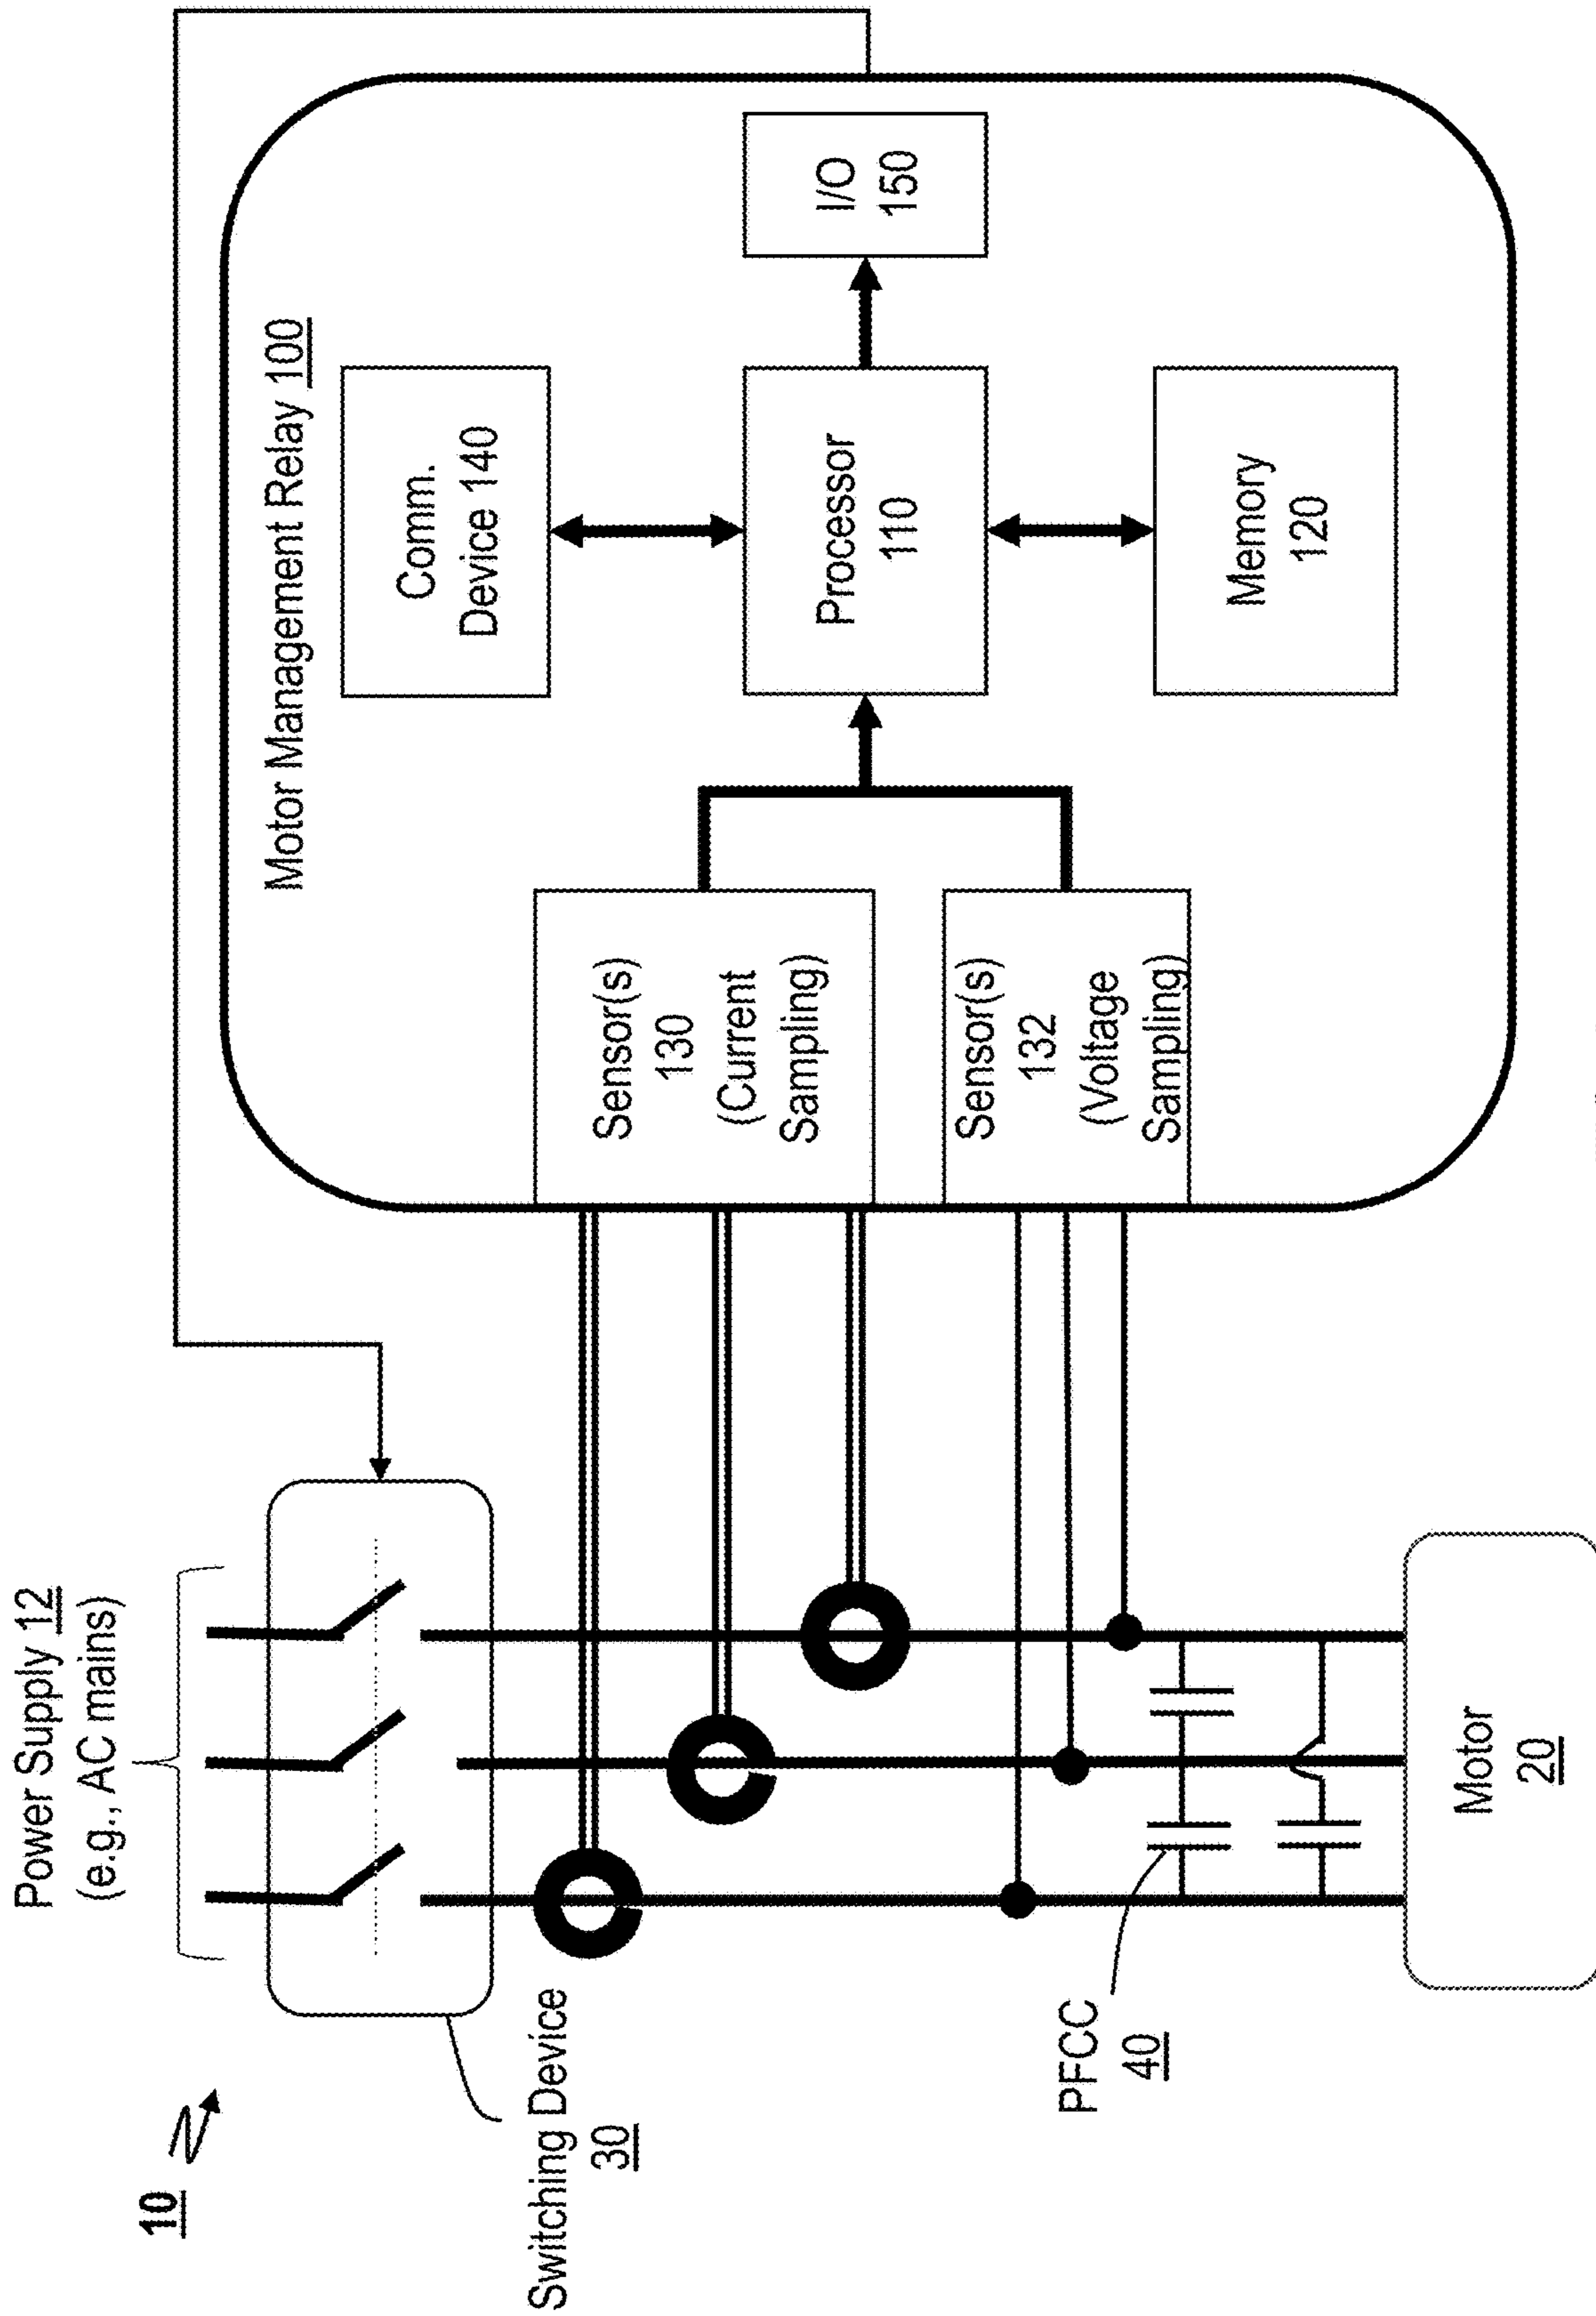 10
Power Supply 12
(e.g., AC mains)
Switching Device
30
PFCC
40
Motor
20
Motor Management Relay 100
Sensor(s)
130
(Current
Sampling)
Sensor(s)
132
(Voltage
Sampling)
Comm.
Device 140
Processor
110
Memory
120
I/O
150